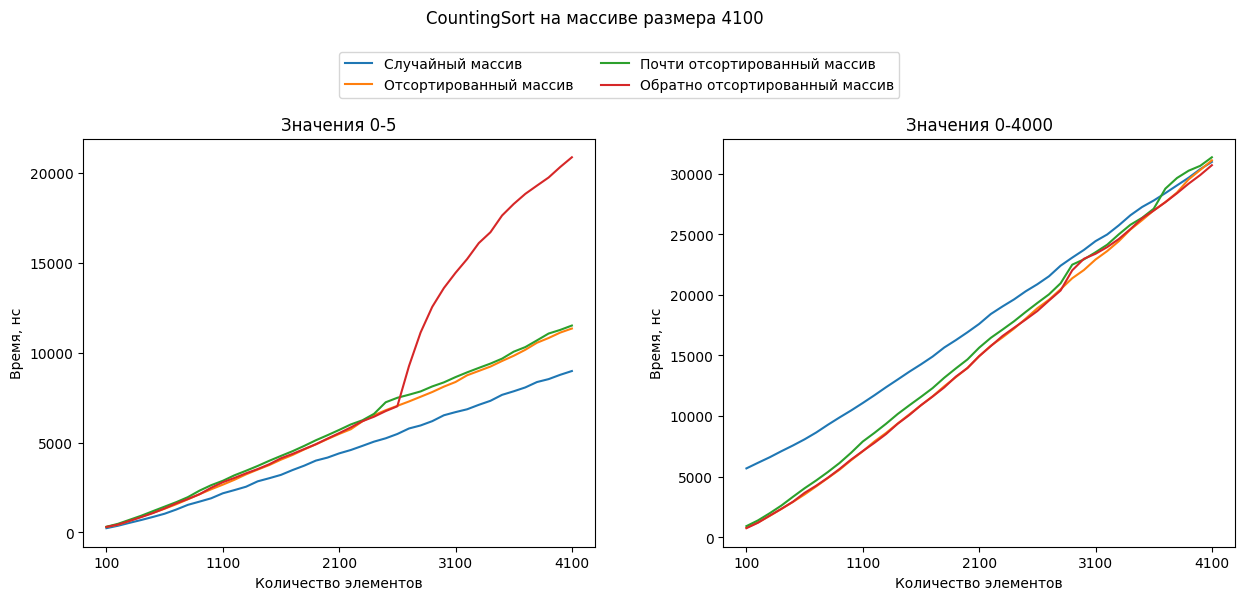 CountingSort на массиве размера 4100
Случайный массив
Отсортированный массив
Почти отсортированный массив
Обратно отсортированный массив
Значения 0-5
Время, нс
20000
15000
10000
5000
0
100 1100 2100 3100 4100
Количество элементов
Значения 0-4000
Время, нс
30000
25000
20000
15000
10000
5000
0
100 1100 2100 3100 4100
Количество элементов